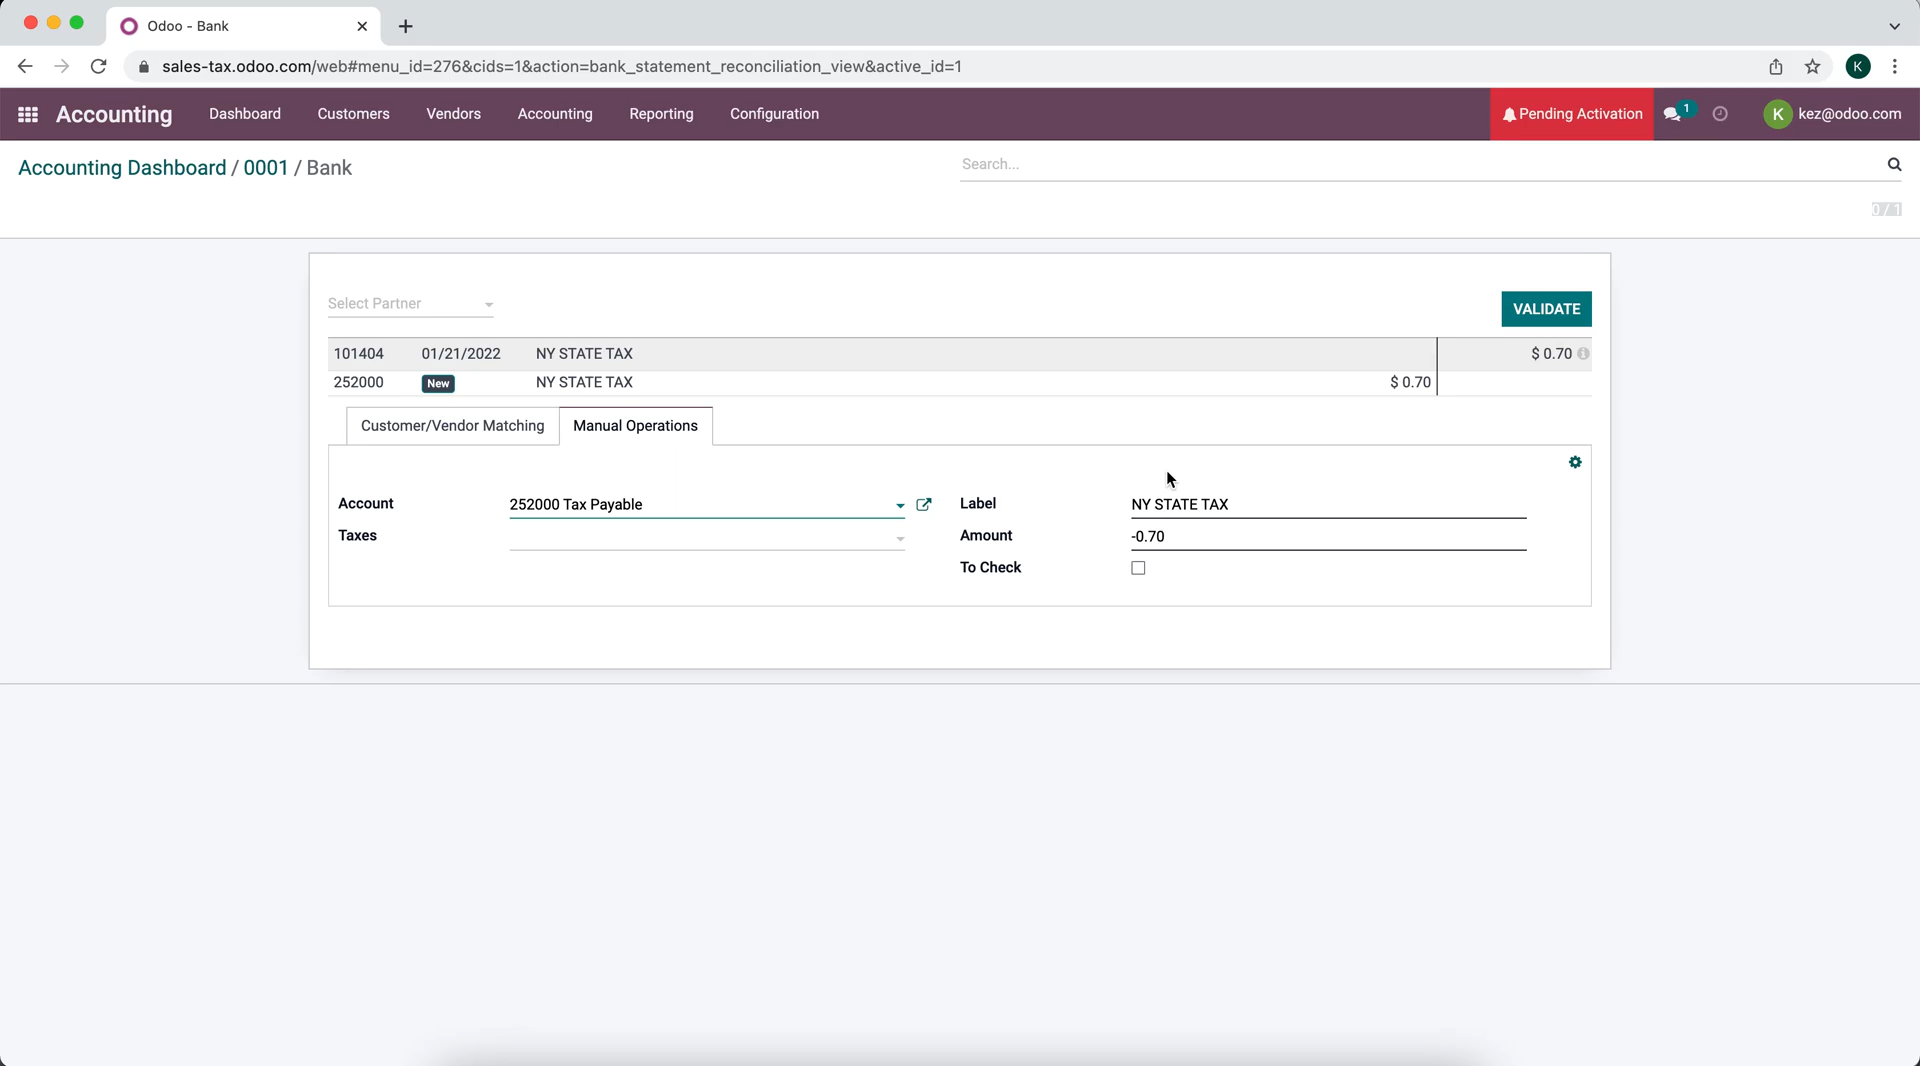 Odoo - Bank
sales-tax.odoo.com/web#menu_id=276&cids=1&action=bank_statement_reconciliation_view&active_id=1
K
Accounting Dashboard Customers Vendors Accounting Reporting Configuration Pending Activation 1 K kez@odoo.com
Accounting Dashboard / 0001 / Bank
Search...
0 / 1
Select Partner
VALIDATE
101404 01/21/2022 NY STATE TAX $ 0.70
252000 New NY STATE TAX $ 0.70
Customer/Vendor Matching Manual Operations
Account 252000 Tax Payable Label NY STATE TAX
Taxes Amount -0.70
To Check